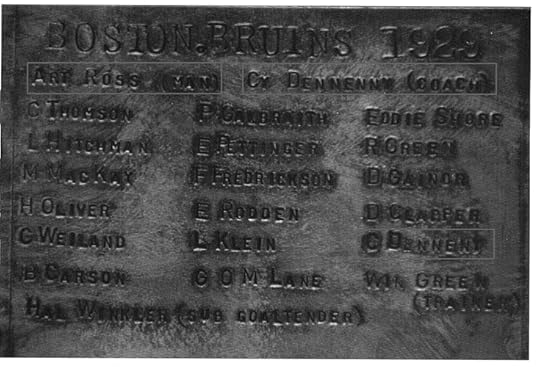 BOSTON.BRUINS 1929
ART ROSS (MAN) CY DENNENNY (COACH)
C THOMSON P GALBRAITH EDDIE SHORE
L HITCHMAN E PETTINGER R GREEN
M MACKAY F FREDRICKSON D GAINOR
H OLIVER E RODDEN D CLAPPER
C WEILAND L KLEIN C DENNENY
B CARSON G O M LANE WIN GREEN
(TRAINER)
HAL WINKLER (SUB GOALTENDER)